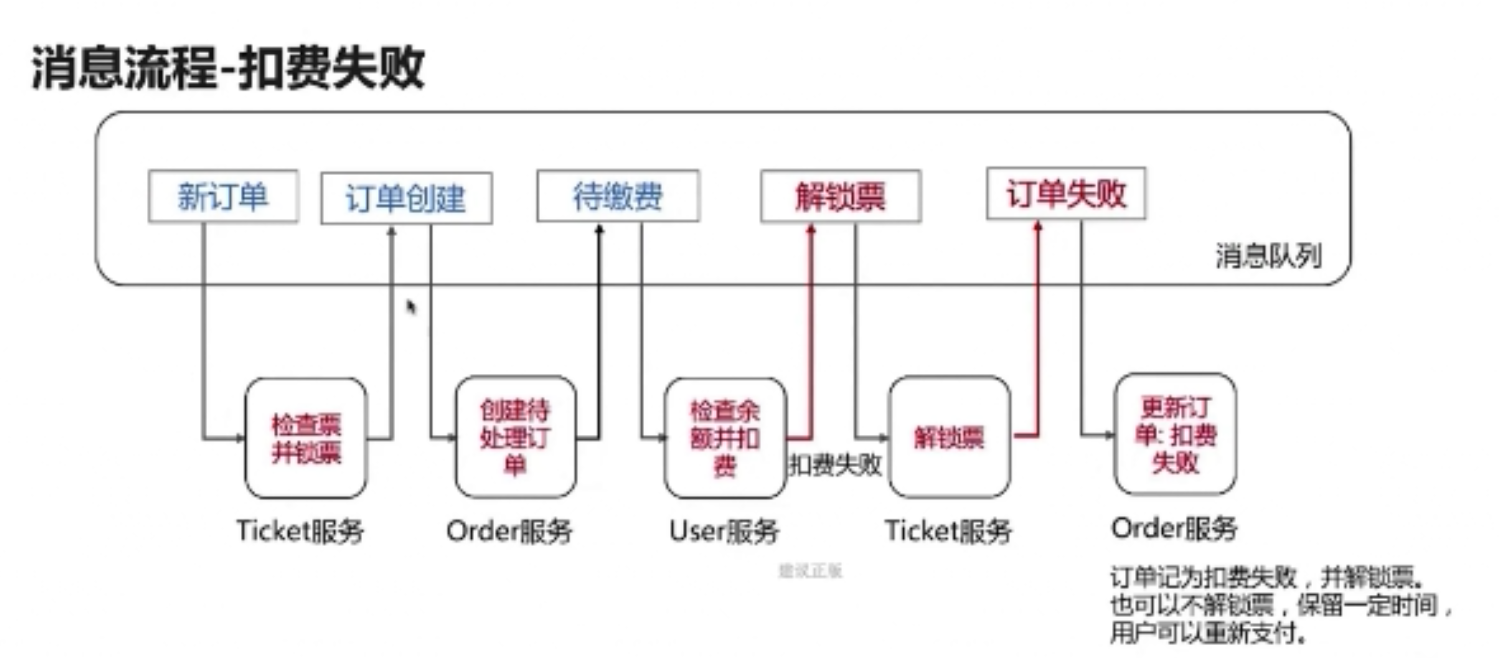 消息流程-扣费失败
新订单
订单创建
待缴费
解锁票
订单失败
消息队列
检查票
并锁票
创建待
处理订
单
检查余
额并扣
费
扣费失败
解锁票
更新订
单: 扣费
失败
Ticket服务
Order服务
User服务
Ticket服务
Order服务
建议正版
订单记为扣费失败，并解锁票。
也可以不解锁票，保留一定时间，
用户可以重新支付。